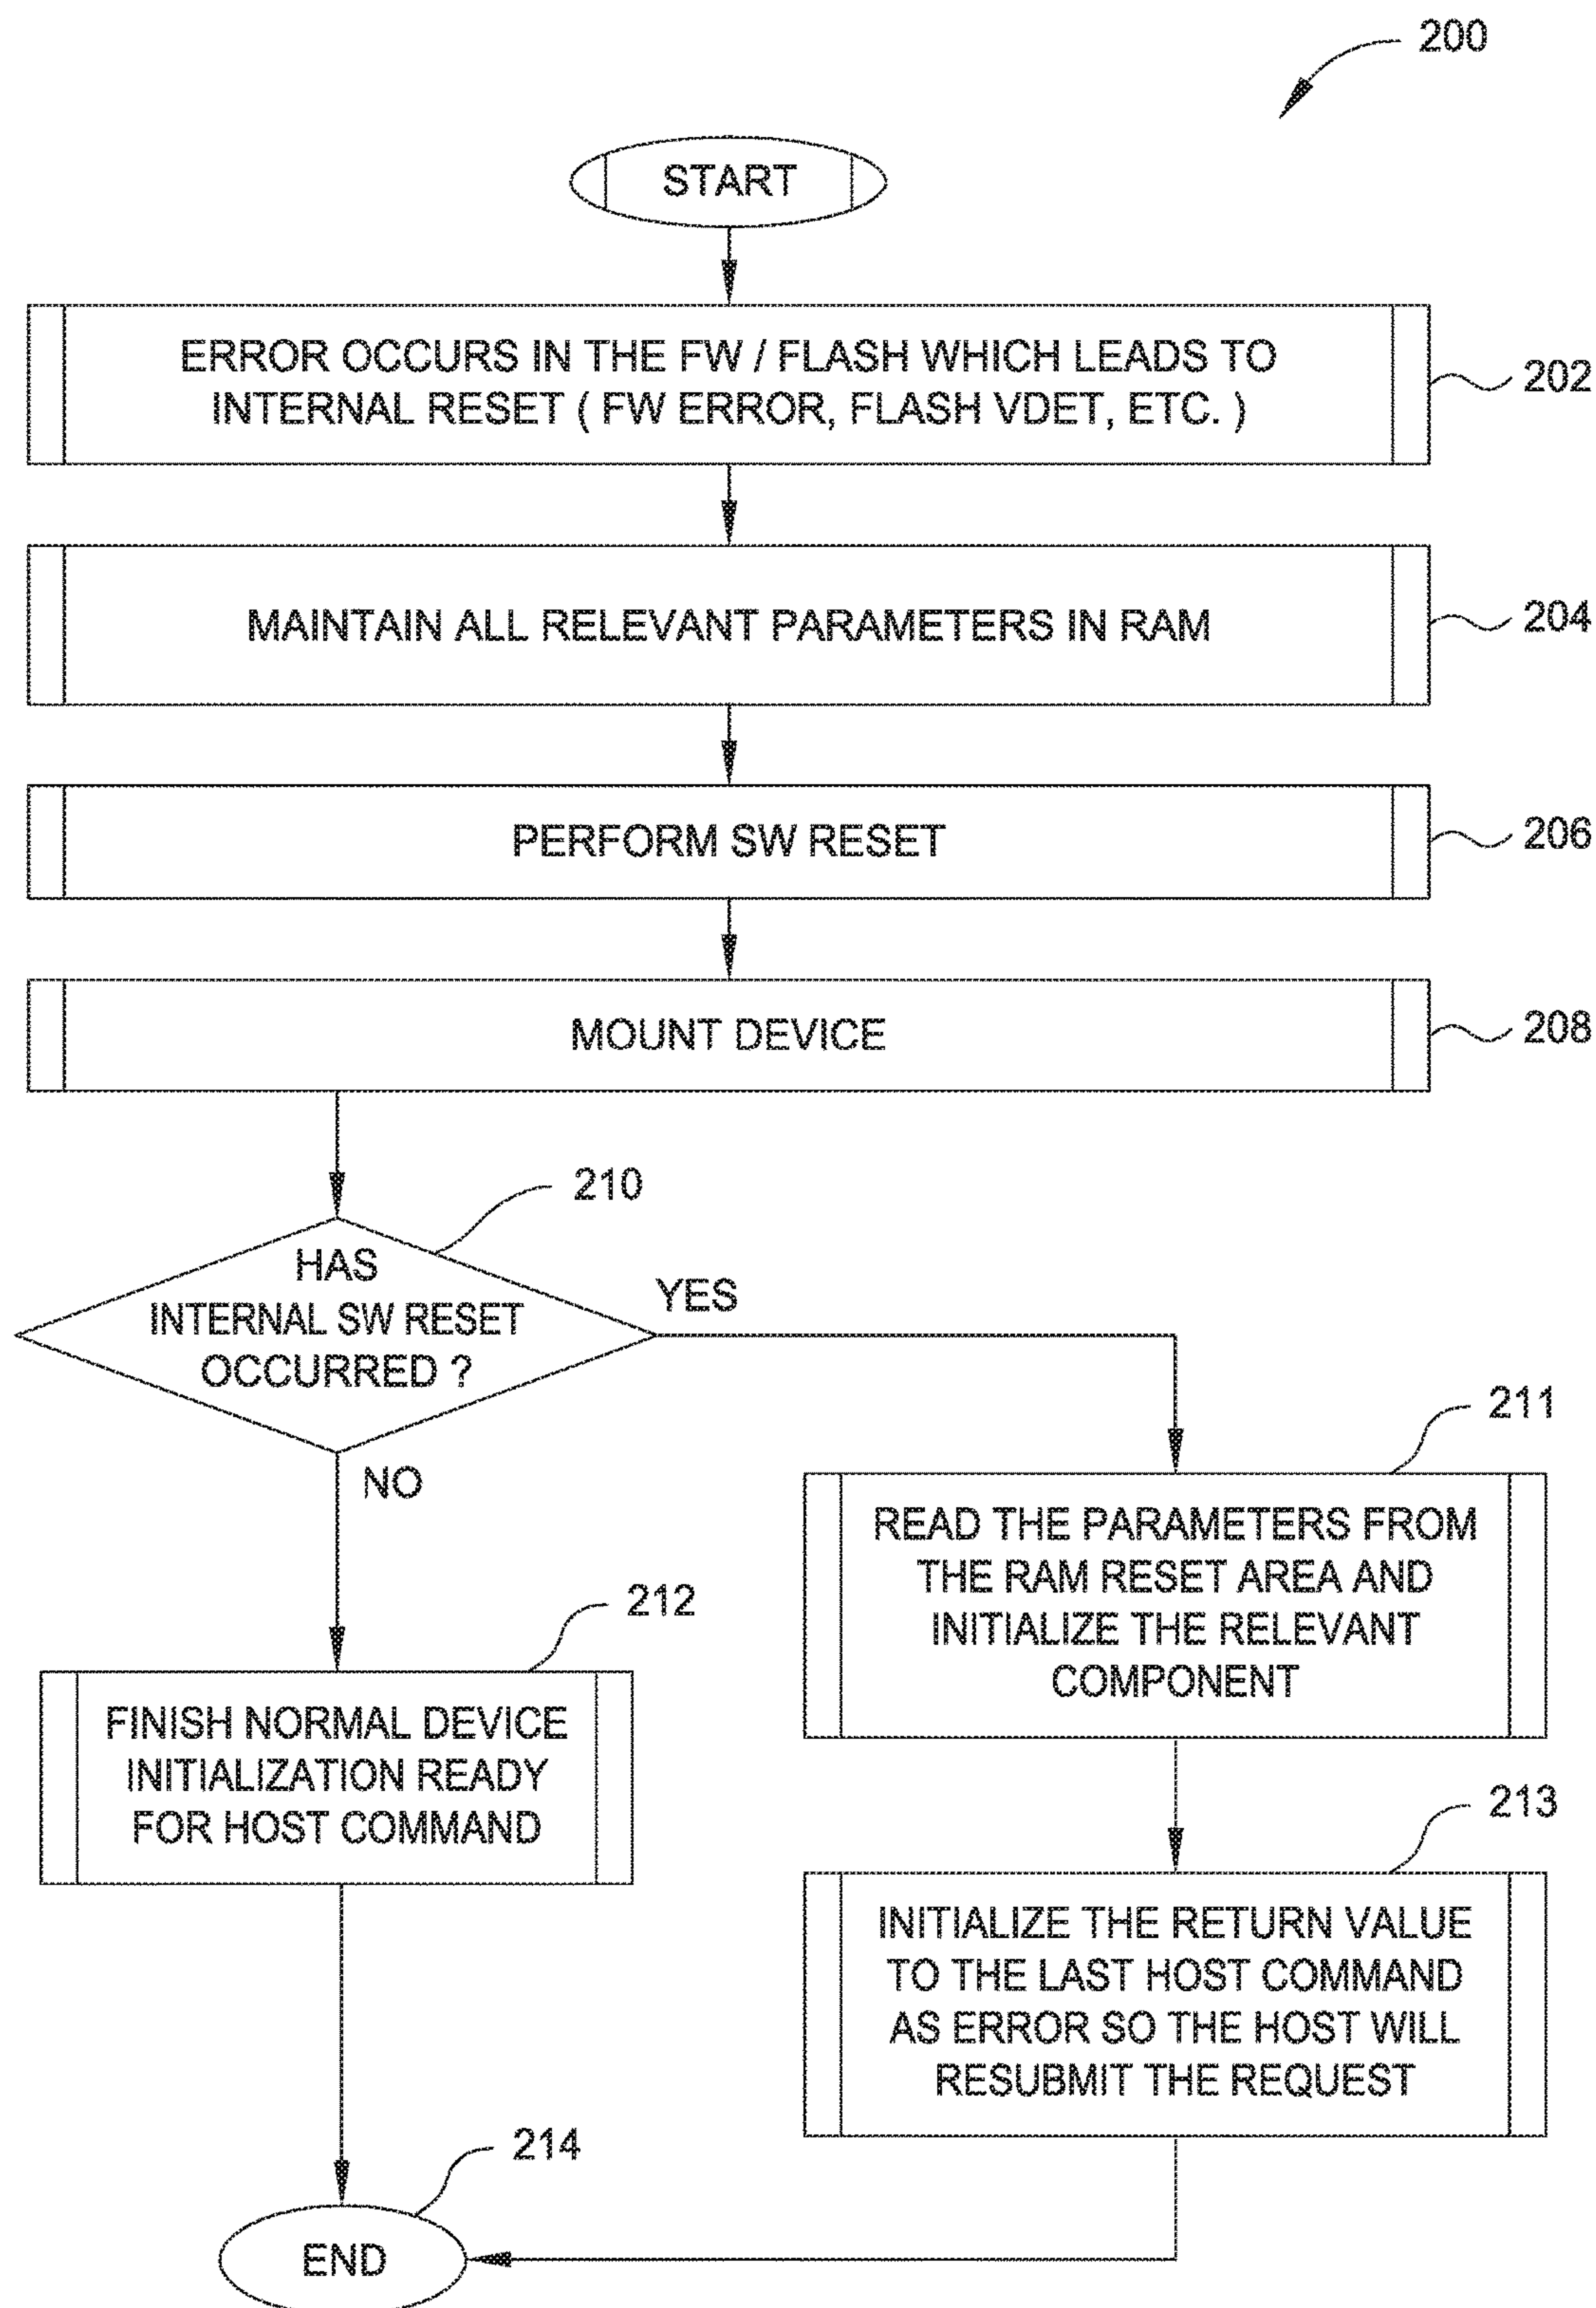 200
START
ERROR OCCURS IN THE FW / FLASH WHICH LEADS TO
INTERNAL RESET ( FW ERROR, FLASH VDET, ETC. )
202
MAINTAIN ALL RELEVANT PARAMETERS IN RAM
204
PERFORM SW RESET
206
MOUNT DEVICE
208
210
HAS
INTERNAL SW RESET
OCCURRED ?
YES
NO
211
READ THE PARAMETERS FROM
THE RAM RESET AREA AND
INITIALIZE THE RELEVANT
COMPONENT
212
FINISH NORMAL DEVICE
INITIALIZATION READY
FOR HOST COMMAND
213
INITIALIZE THE RETURN VALUE
TO THE LAST HOST COMMAND
AS ERROR SO THE HOST WILL
RESUBMIT THE REQUEST
214
END